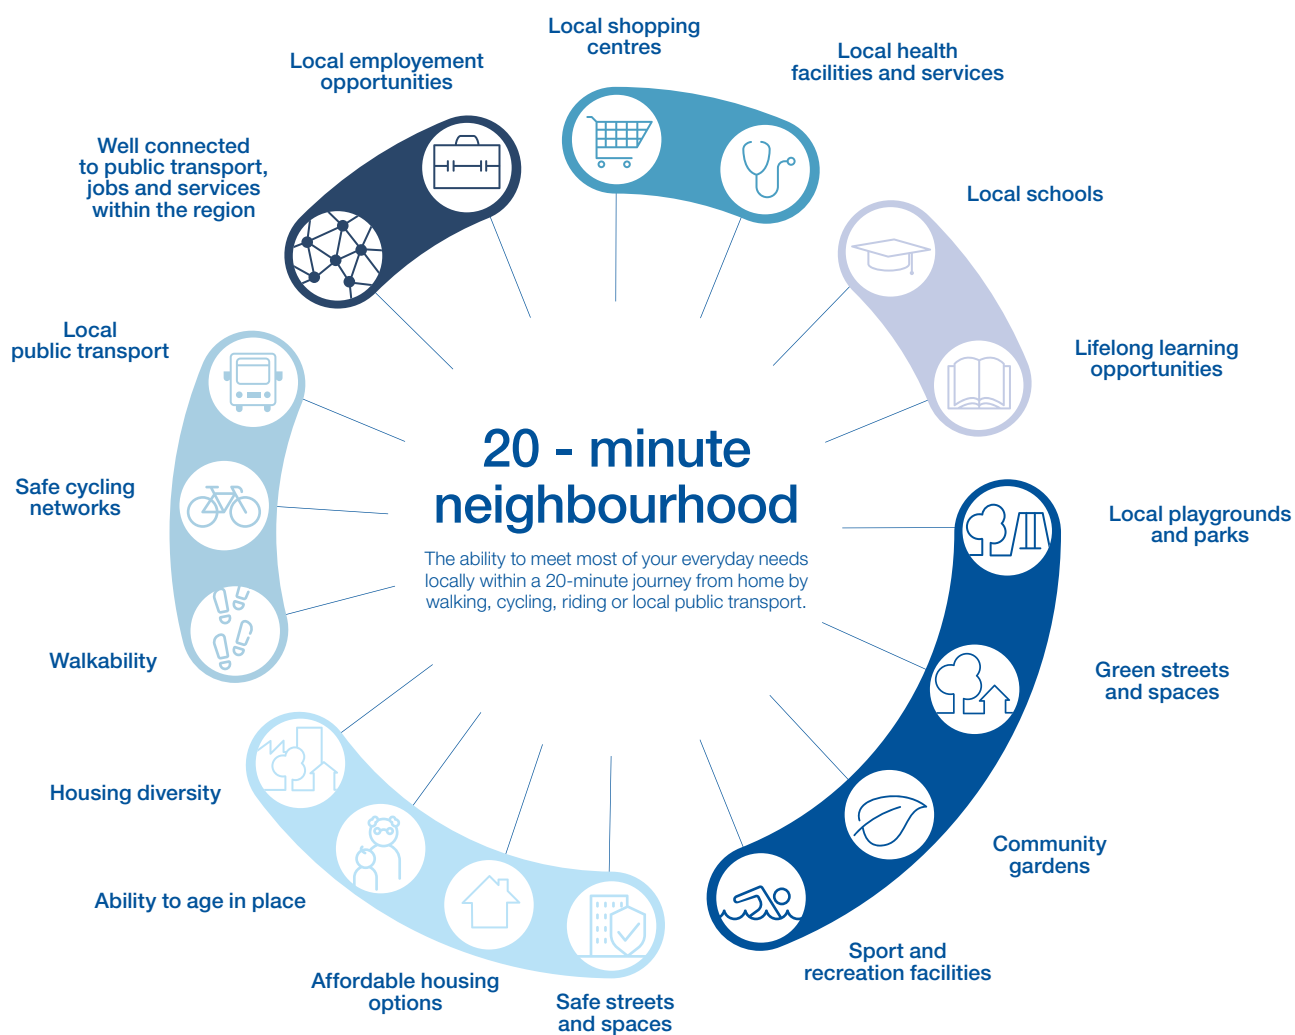 Local shopping
centres
Local health
facilities and services
Local employement
opportunities
Well connected
to public transport,
jobs and services
within the region
Local schools
Local
public transport
Lifelong learning
opportunities
20 - minute
neighbourhood
The ability to meet most of your everyday needs
locally within a 20-minute journey from home by
walking, cycling, riding or local public transport.
Safe cycling
networks
Local playgrounds
and parks
Walkability
Green streets
and spaces
Housing diversity
Community
gardens
Ability to age in place
Sport and
recreation facilities
Affordable housing
options
Safe streets
and spaces